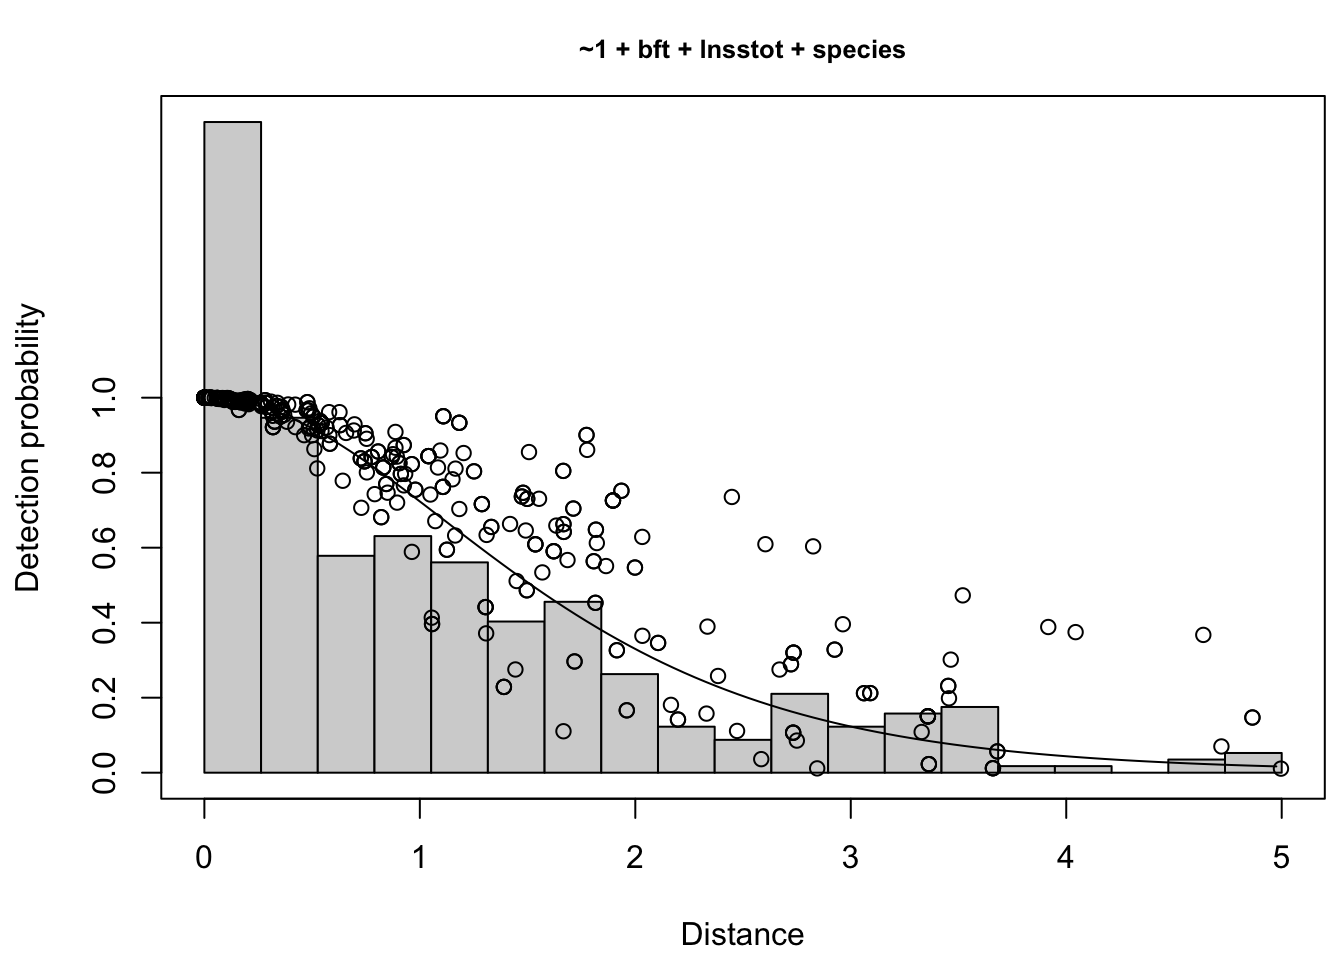 ~1 + bft + lnsstot + species
Detection probability
1.0
0.8
0.6
0.4
0.2
0.0
0 1 2 3 4 5
Distance